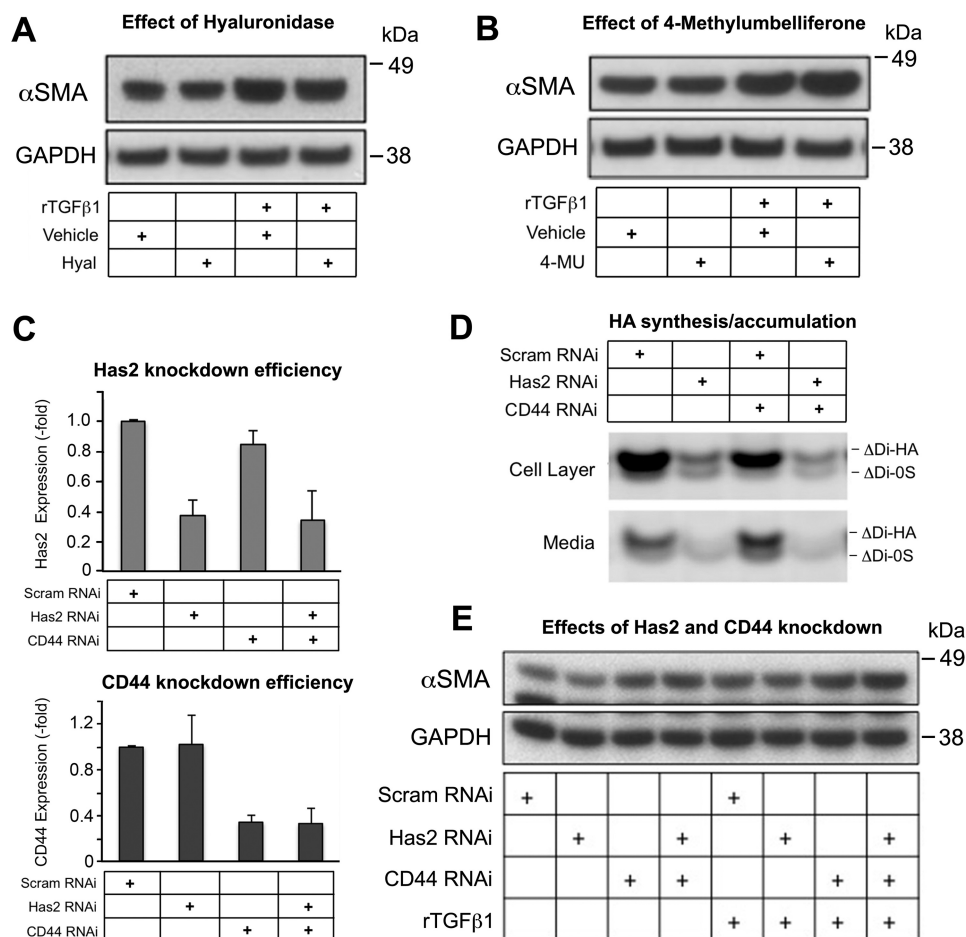 A
Effect of Hyaluronidase
kDa
αSMA
49
GAPDH
38
rTGFβ1 + +
Vehicle + +
Hyal + +
B
Effect of 4-Methylumbelliferone
kDa
αSMA
49
GAPDH
38
rTGFβ1 + +
Vehicle + +
4-MU + +
C
Has2 knockdown efficiency
Has2 Expression (-fold)
1.0
0.8
0.6
0.4
0.2
0
Scram RNAi +
Has2 RNAi + +
CD44 RNAi + +
CD44 knockdown efficiency
CD44 Expression (-fold)
1.2
0.8
0.4
0
Scram RNAi +
Has2 RNAi + +
CD44 RNAi + +
D
HA synthesis/accumulation
Scram RNAi + +
Has2 RNAi + +
CD44 RNAi + +
Cell Layer
ΔDi-HA
ΔDi-0S
Media
ΔDi-HA
ΔDi-0S
E
Effects of Has2 and CD44 knockdown
kDa
αSMA
49
GAPDH
38
Scram RNAi + +
Has2 RNAi + + + +
CD44 RNAi + + + +
rTGFβ1 + + + +